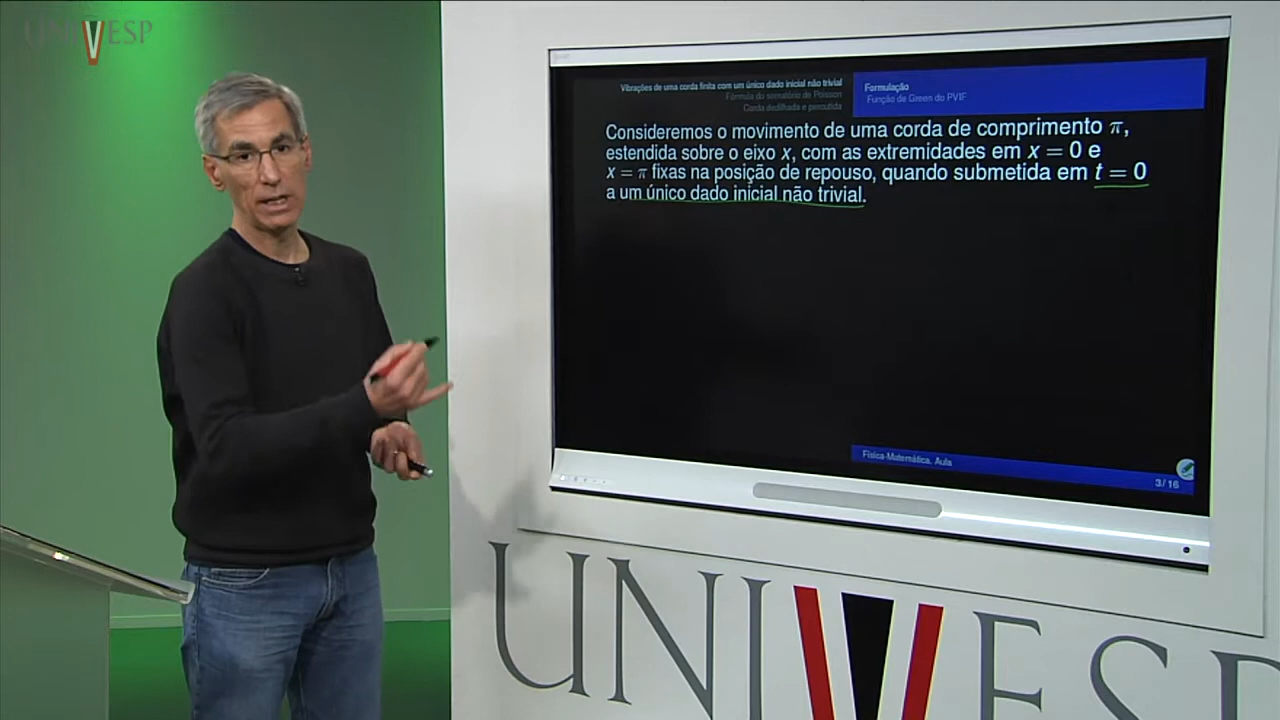 UNIVESP
Vibrações de uma corda finita com um único dado inicial não trivial
Fórmula do somatório de Poisson
Corda dedilhada e percutida
Formulação
Função de Green do PVIF
Consideremos o movimento de uma corda de comprimento π,
estendida sobre o eixo x, com as extremidades em x = 0 e
x = π fixas na posição de repouso, quando submetida em t = 0
a um único dado inicial não trivial.
Física-Matemática, Aula
3/16
UNIVESP